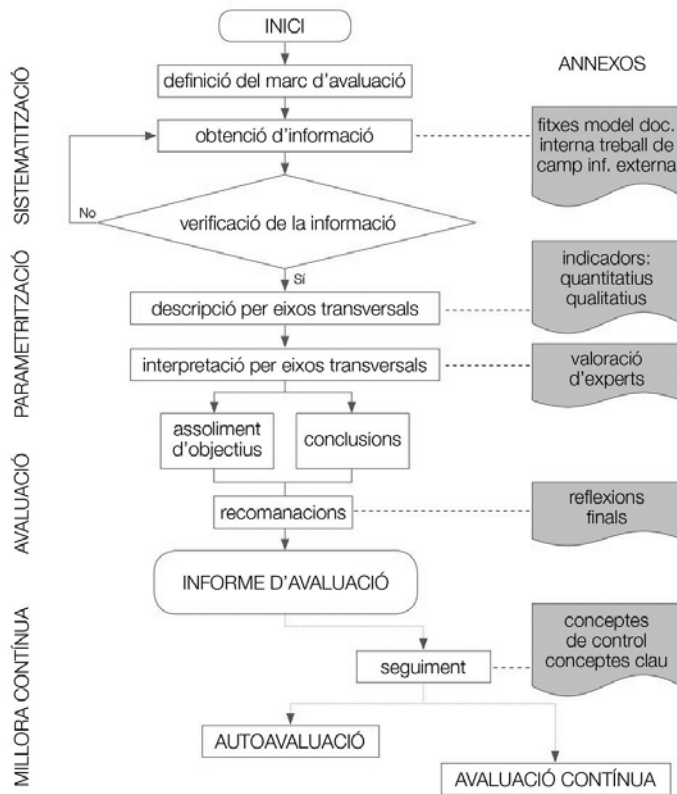 INICI
ANNEXOS
SISTEMATITZACIÓ
definició del marc d'avaluació
obtenció d'informació
fitxes model doc.
interna treball de
camp inf. externa
No
verificació de la informació
Sí
PARAMETRITZACIÓ
indicadors:
quantitatius
qualitatius
descripció per eixos transversals
interpretació per eixos transversals
valoració
d'experts
assoliment
d'objectius
conclusions
AVALUACIÓ
recomanacions
reflexions
finals
INFORME D'AVALUACIÓ
MILLORA CONTÍNUA
seguiment
conceptes
de control
conceptes clau
AUTOAVALUACIÓ
AVALUACIÓ CONTÍNUA